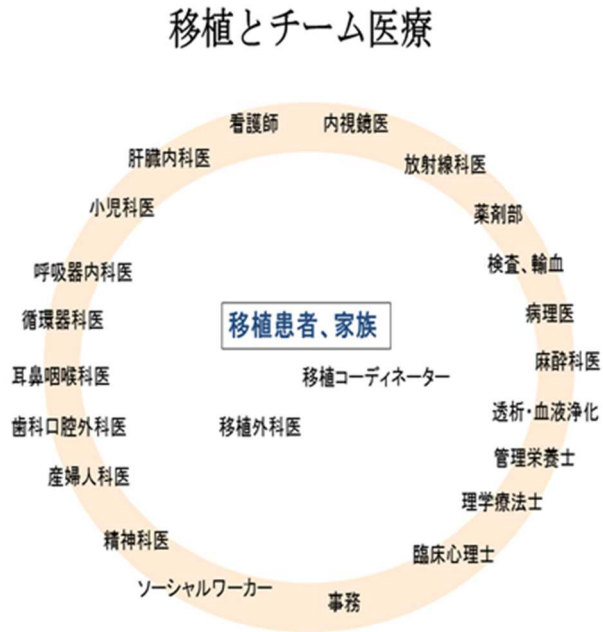 移植とチーム医療
看護師
内視鏡医
肝臓内科医
放射線科医
小児科医
薬剤部
呼吸器内科医
検査、輸血
循環器科医
移植患者、家族
病理医
耳鼻咽喉科医
移植コーディネーター
麻酔科医
歯科口腔外科医
移植外科医
透析・血液浄化
産婦人科医
管理栄養士
理学療法士
精神科医
臨床心理士
ソーシャルワーカー
事務